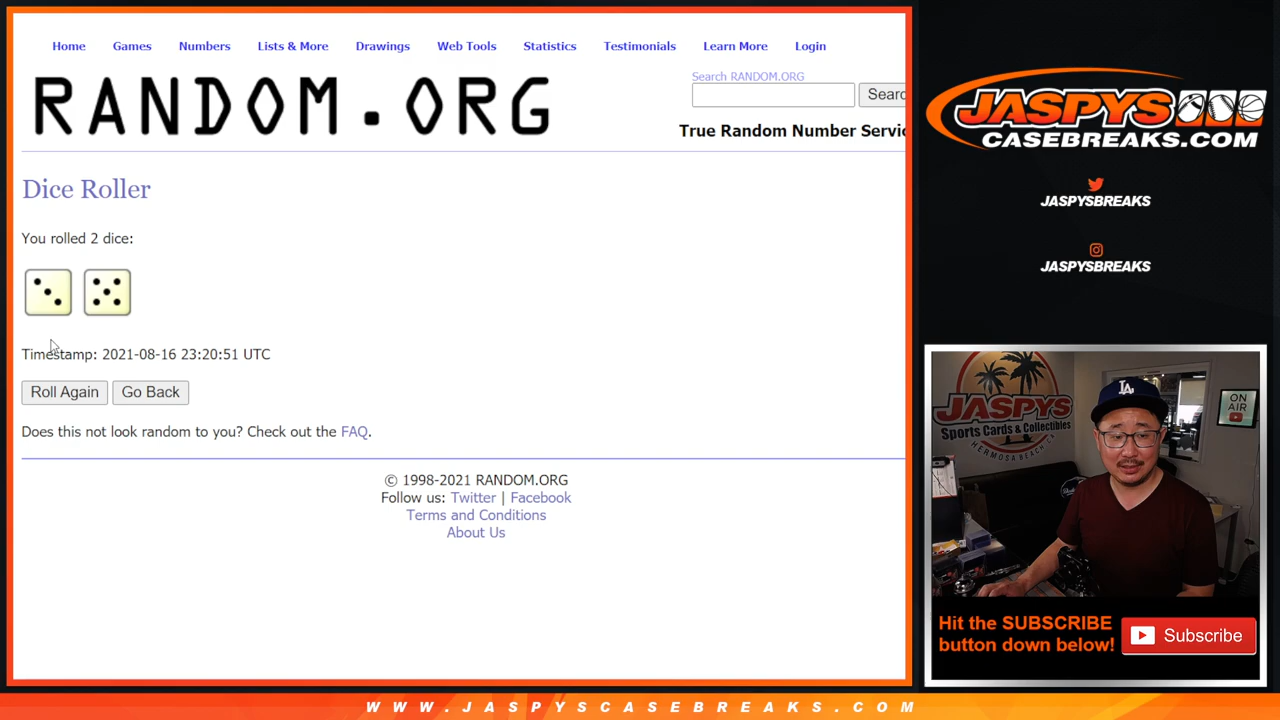 Home Games Numbers Lists & More Drawings Web Tools Statistics Testimonials Learn More Login
RANDOM.ORG
Search RANDOM.ORG
Searc
True Random Number Servic
Dice Roller
You rolled 2 dice:
Timestamp: 2021-08-16 23:20:51 UTC
Roll Again Go Back
Does this not look random to you? Check out the FAQ.
© 1998-2021 RANDOM.ORG
Follow us: Twitter | Facebook
Terms and Conditions
About Us
JASPYS
CASEBREAKS.COM
JASPYSBREAKS
JASPYSBREAKS
JASPYS
Sports Cards & Collectibles
HERMOSA BEACH, CA
LA
ON
AIR
Hit the SUBSCRIBE
button down below!
Subscribe
WWW.JASPYSCASEBREAKS.COM